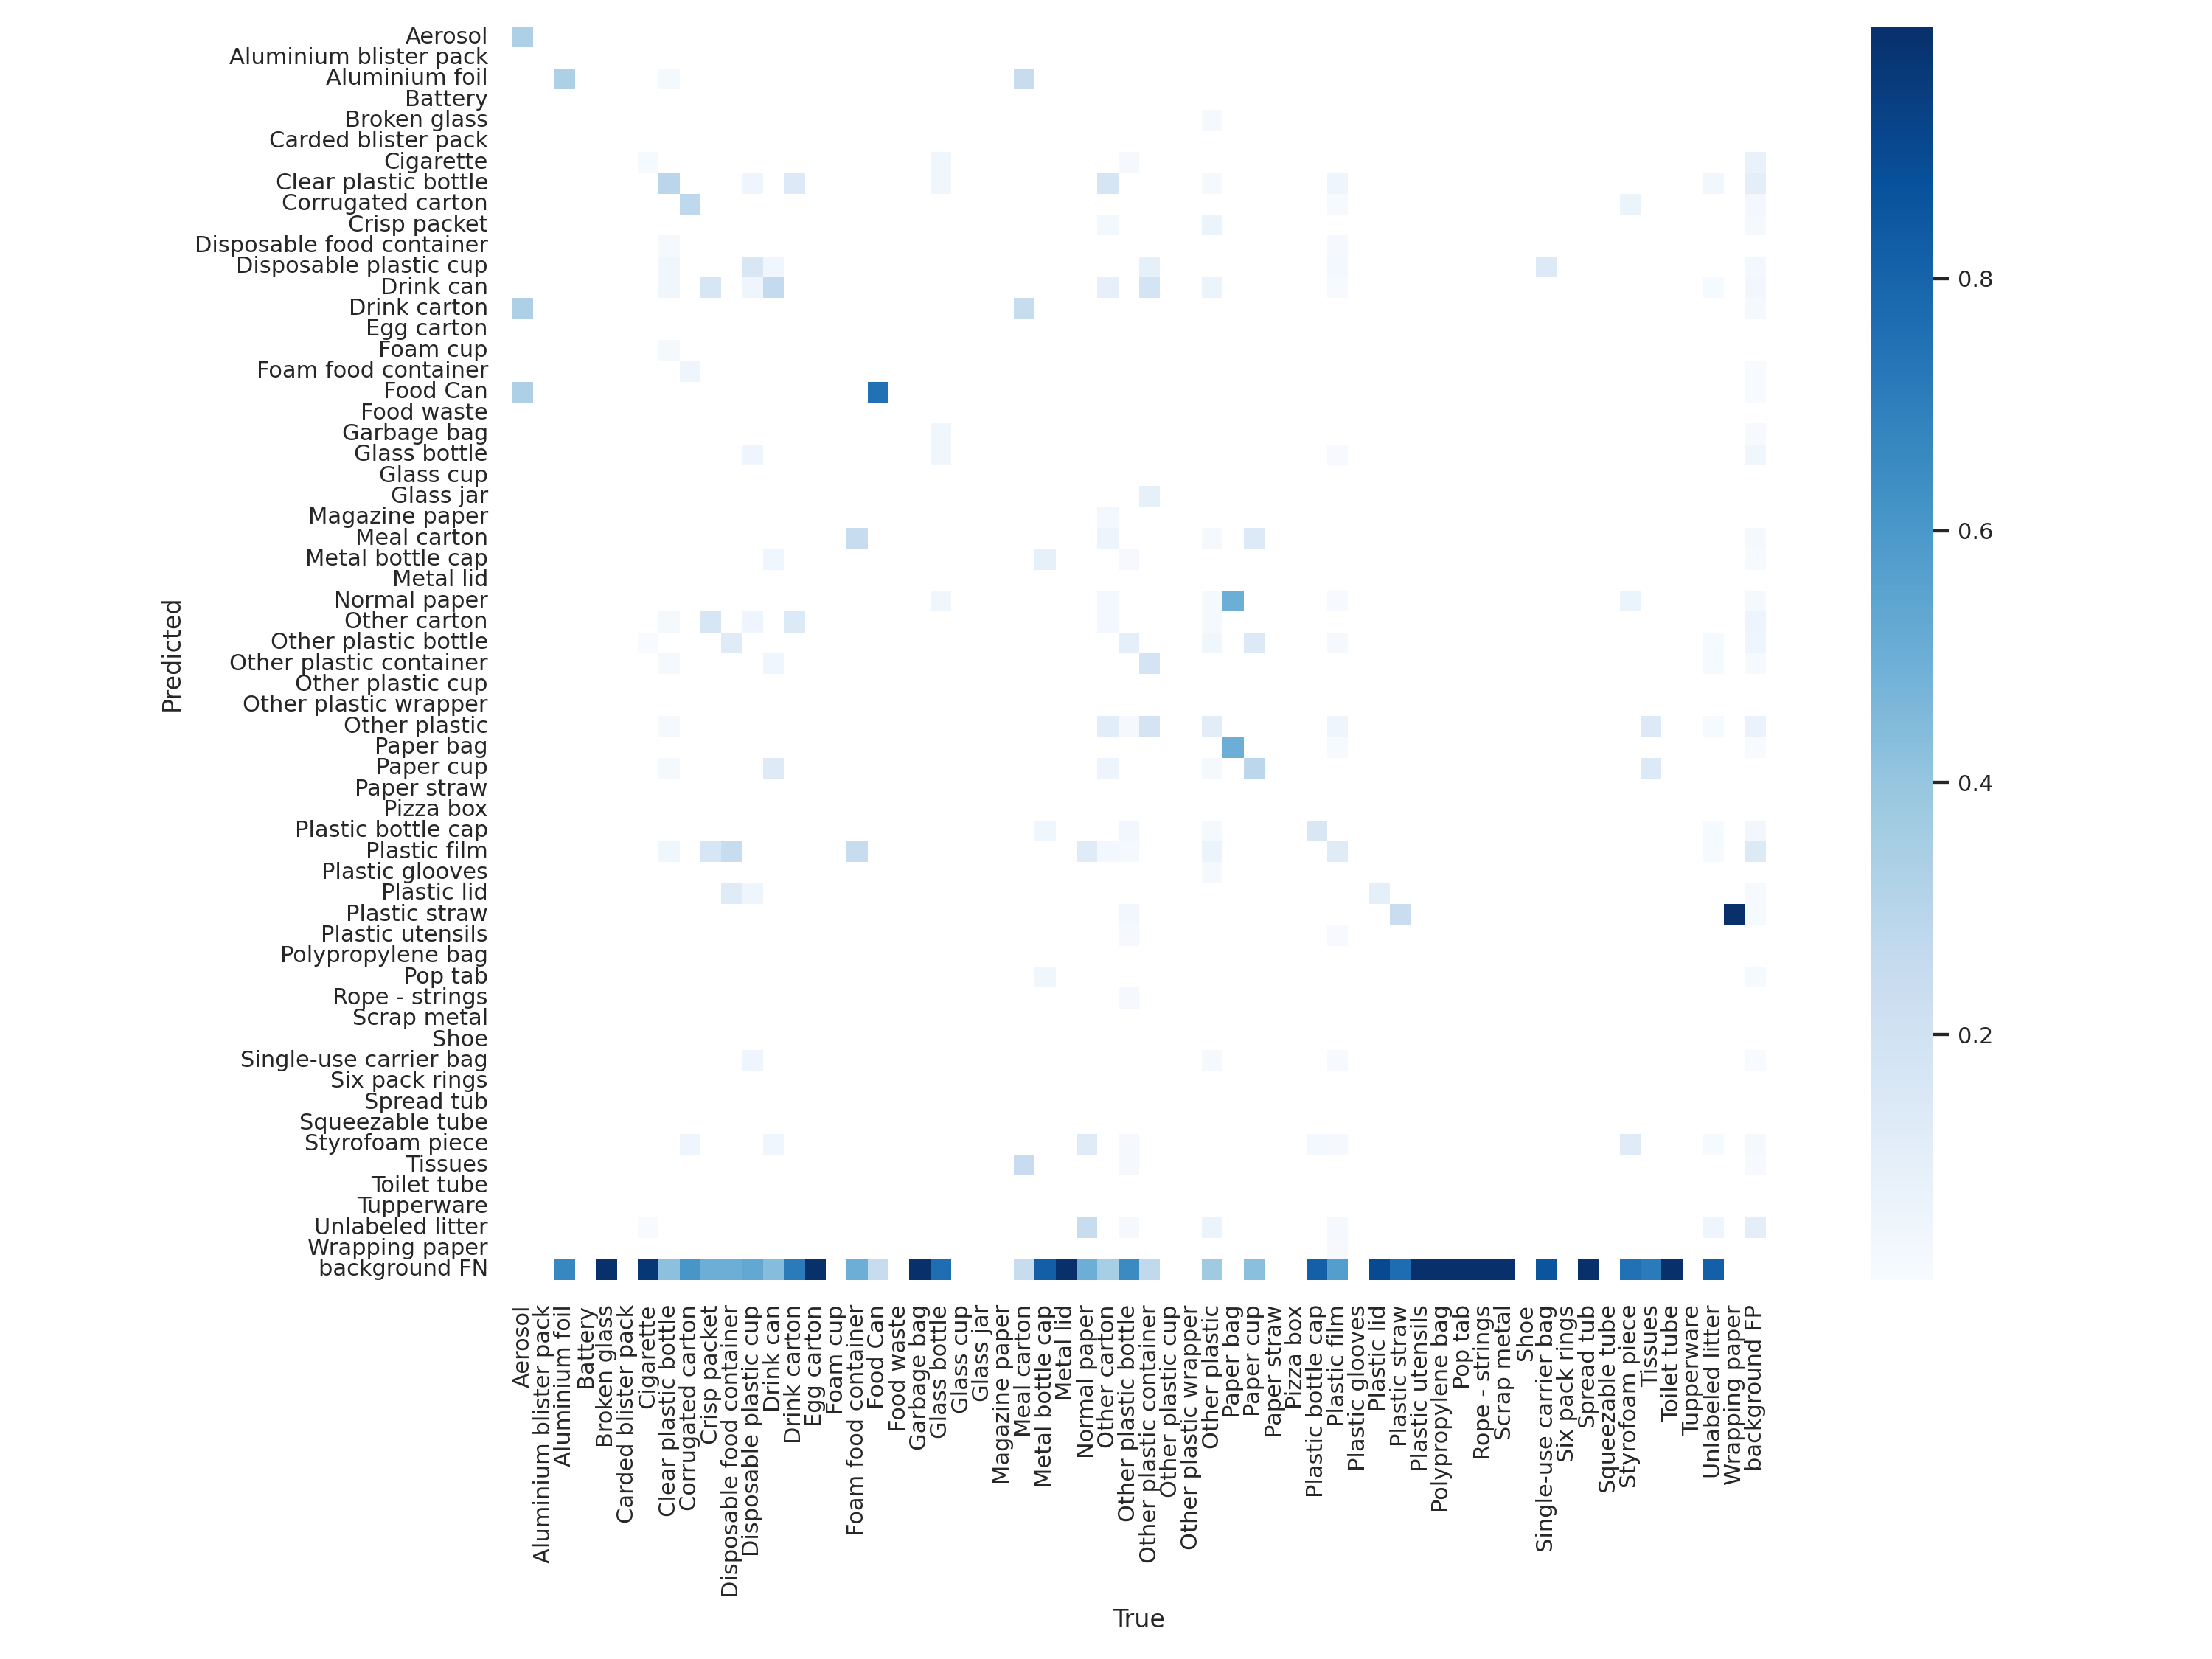 Aerosol
Aluminium blister pack
Aluminium foil
Battery
Broken glass
Carded blister pack
Cigarette
Clear plastic bottle
Corrugated carton
Crisp packet
Disposable food container
Disposable plastic cup
Drink can
Drink carton
Egg carton
Foam cup
Foam food container
Food Can
Food waste
Garbage bag
Glass bottle
Glass cup
Glass jar
Magazine paper
Meal carton
Metal bottle cap
Metal lid
Normal paper
Other carton
Other plastic bottle
Other plastic container
Other plastic cup
Other plastic wrapper
Other plastic
Paper bag
Paper cup
Paper straw
Pizza box
Plastic bottle cap
Plastic film
Plastic glooves
Plastic lid
Plastic straw
Plastic utensils
Polypropylene bag
Pop tab
Rope - strings
Scrap metal
Shoe
Single-use carrier bag
Six pack rings
Spread tub
Squeezable tube
Styrofoam piece
Tissues
Toilet tube
Tupperware
Unlabeled litter
Wrapping paper
background FN
Predicted
Aerosol
Aluminium blister pack
Aluminium foil
Battery
Broken glass
Carded blister pack
Cigarette
Clear plastic bottle
Corrugated carton
Crisp packet
Disposable food container
Disposable plastic cup
Drink can
Drink carton
Egg carton
Foam cup
Foam food container
Food Can
Food waste
Garbage bag
Glass bottle
Glass cup
Glass jar
Magazine paper
Meal carton
Metal bottle cap
Metal lid
Normal paper
Other carton
Other plastic bottle
Other plastic container
Other plastic cup
Other plastic wrapper
Other plastic
Paper bag
Paper cup
Paper straw
Pizza box
Plastic bottle cap
Plastic film
Plastic glooves
Plastic lid
Plastic straw
Plastic utensils
Polypropylene bag
Pop tab
Rope - strings
Scrap metal
Shoe
Single-use carrier bag
Six pack rings
Spread tub
Squeezable tube
Styrofoam piece
Tissues
Toilet tube
Tupperware
Unlabeled litter
Wrapping paper
background FP
True
0.8
0.6
0.4
0.2